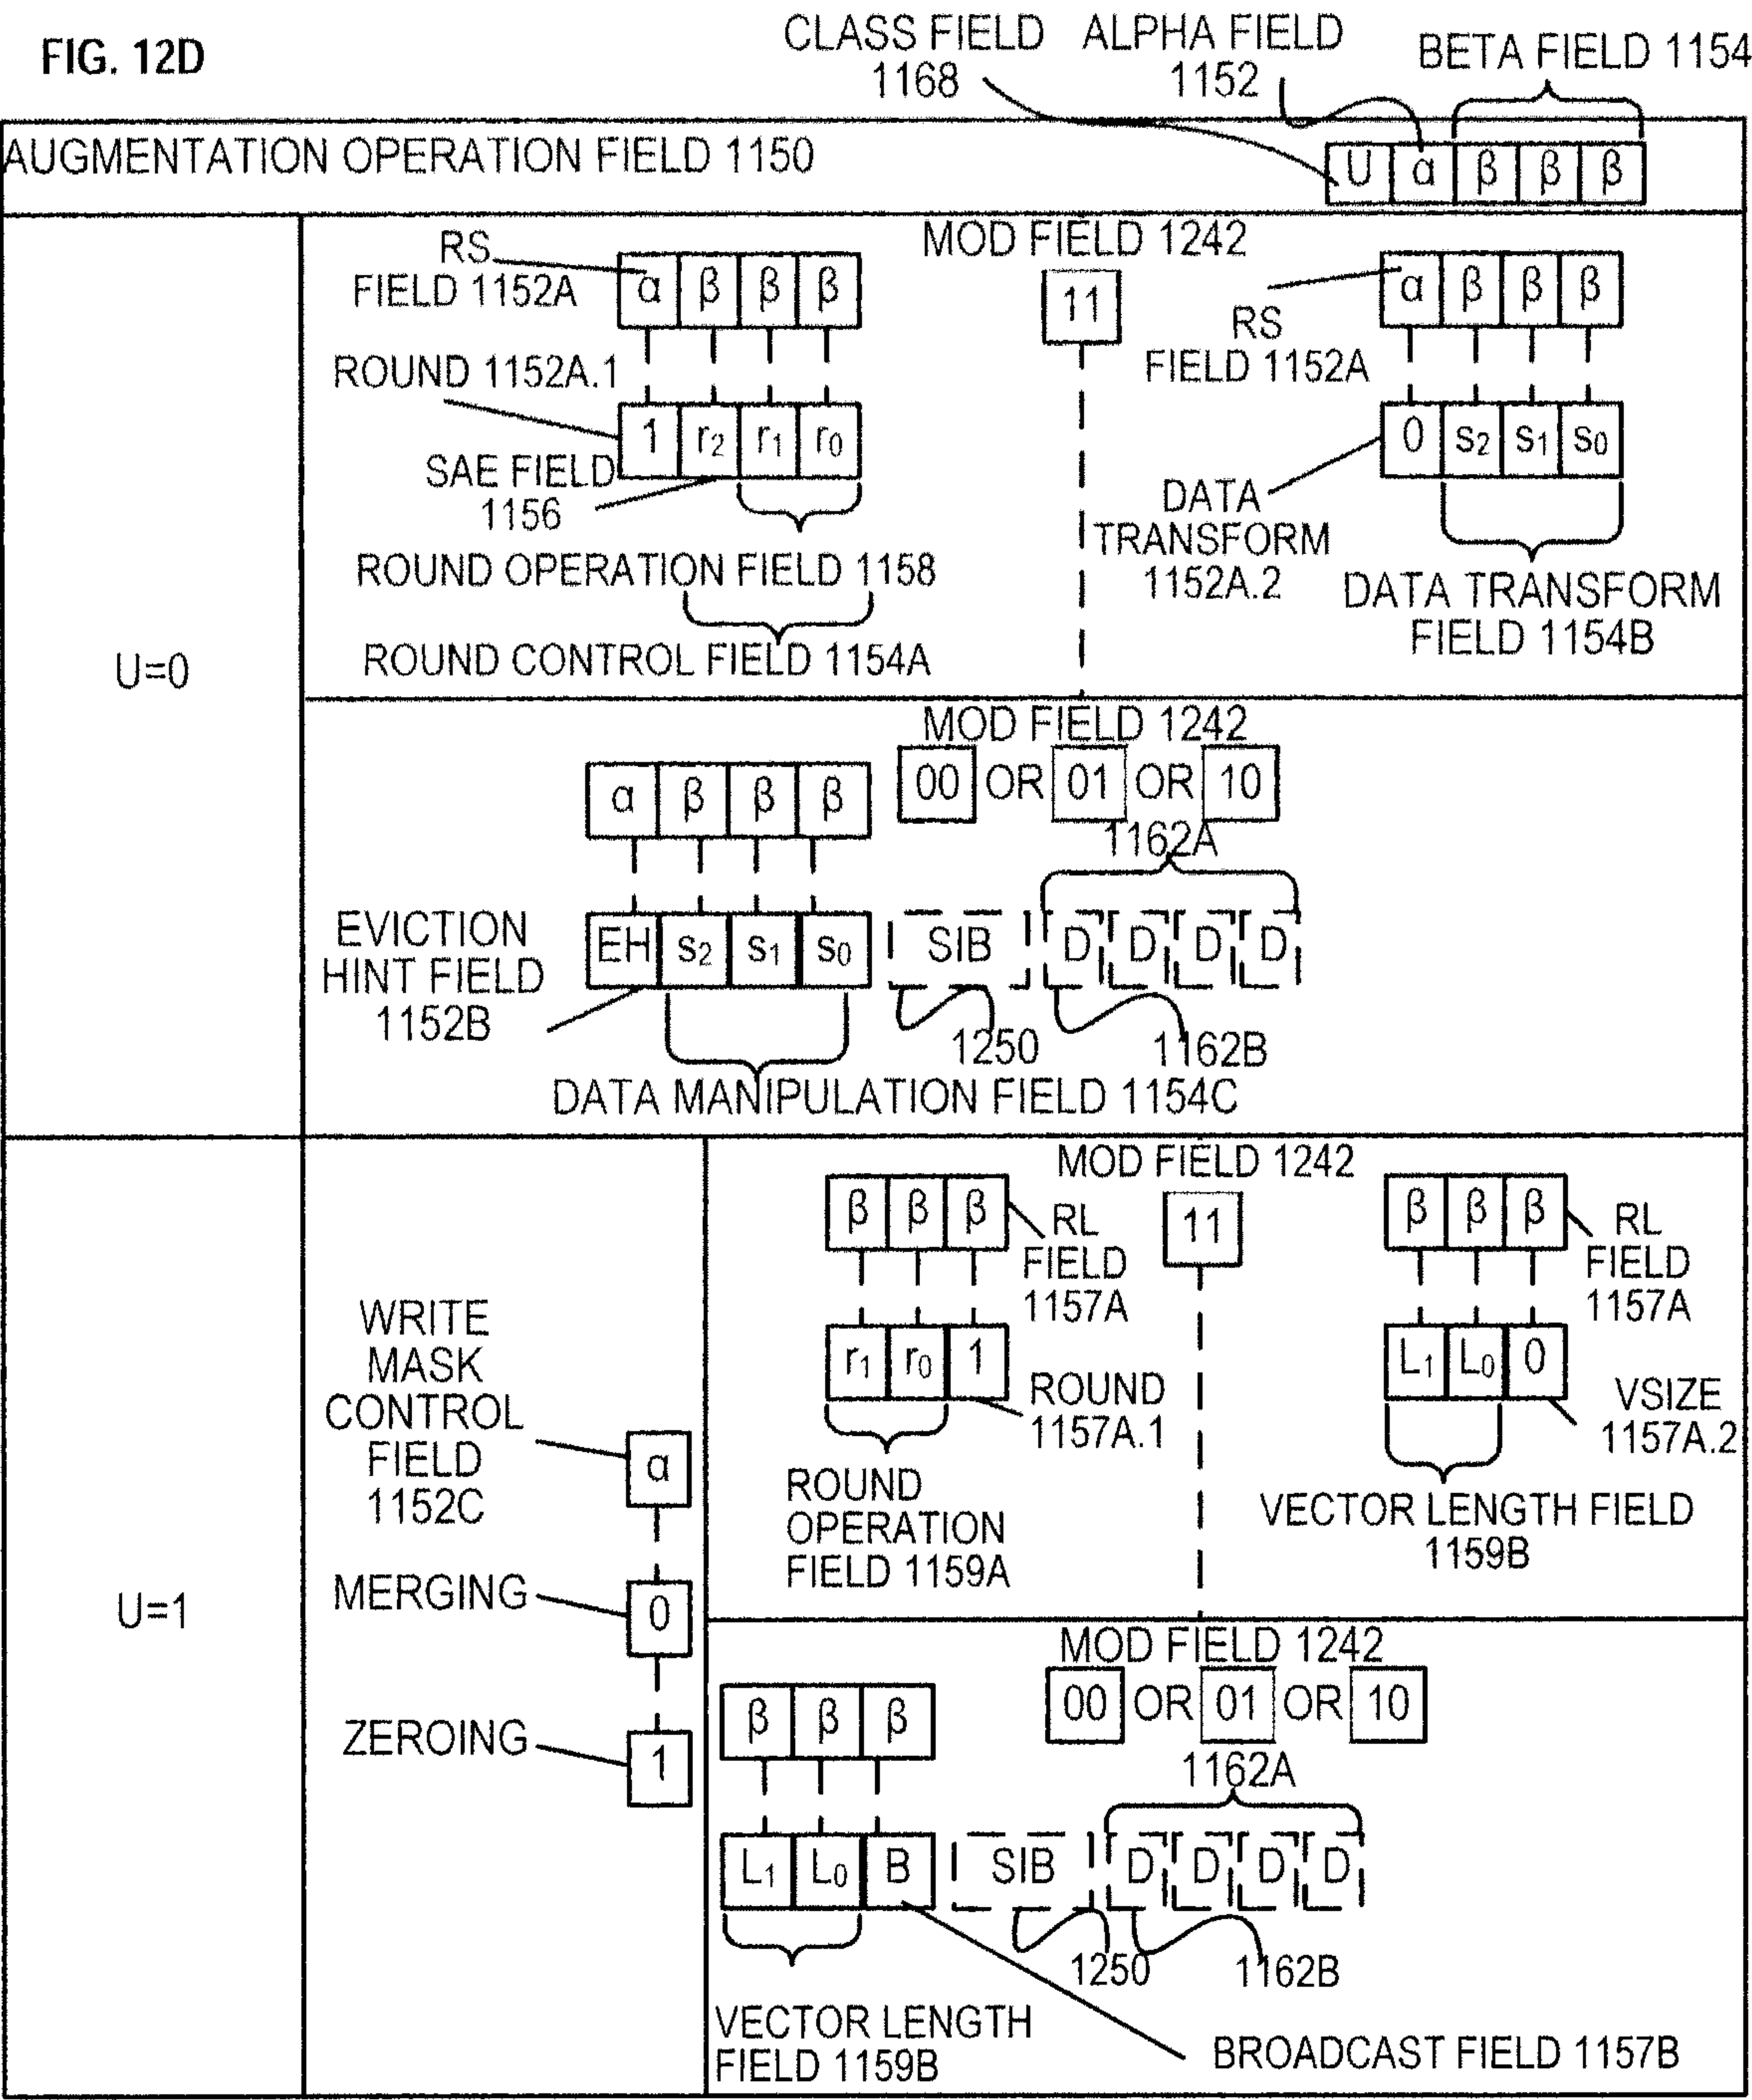 FIG. 12D
CLASS FIELD
1168
ALPHA FIELD
1152
BETA FIELD 1154
AUGMENTATION OPERATION FIELD 1150
U α β β β
U=0
MOD FIELD 1242
11
RS
FIELD 1152A
α β β β
ROUND 1152A.1
1 r2 r1 r0
SAE FIELD
1156
ROUND OPERATION FIELD 1158
ROUND CONTROL FIELD 1154A
α β β β
RS
FIELD 1152A
0 s2 s1 s0
DATA
TRANSFORM
1152A.2
DATA TRANSFORM
FIELD 1154B
MOD FIELD 1242
00 OR 01 OR 10
α β β β
1162A
EVICTION
HINT FIELD
1152B
EH s2 s1 s0 SIB D D D D
1250
1162B
DATA MANIPULATION FIELD 1154C
U=1
WRITE
MASK
CONTROL
FIELD
1152C
α
MERGING
0
ZEROING
1
MOD FIELD 1242
11
β β β
RL
FIELD
1157A
r1 r0 1
ROUND
1157A.1
ROUND
OPERATION
FIELD 1159A
β β β
RL
FIELD
1157A
L1 L0 0
VSIZE
1157A.2
VECTOR LENGTH FIELD
1159B
MOD FIELD 1242
00 OR 01 OR 10
β β β
1162A
L1 L0 B SIB D D D D
1250
1162B
VECTOR LENGTH
FIELD 1159B
BROADCAST FIELD 1157B